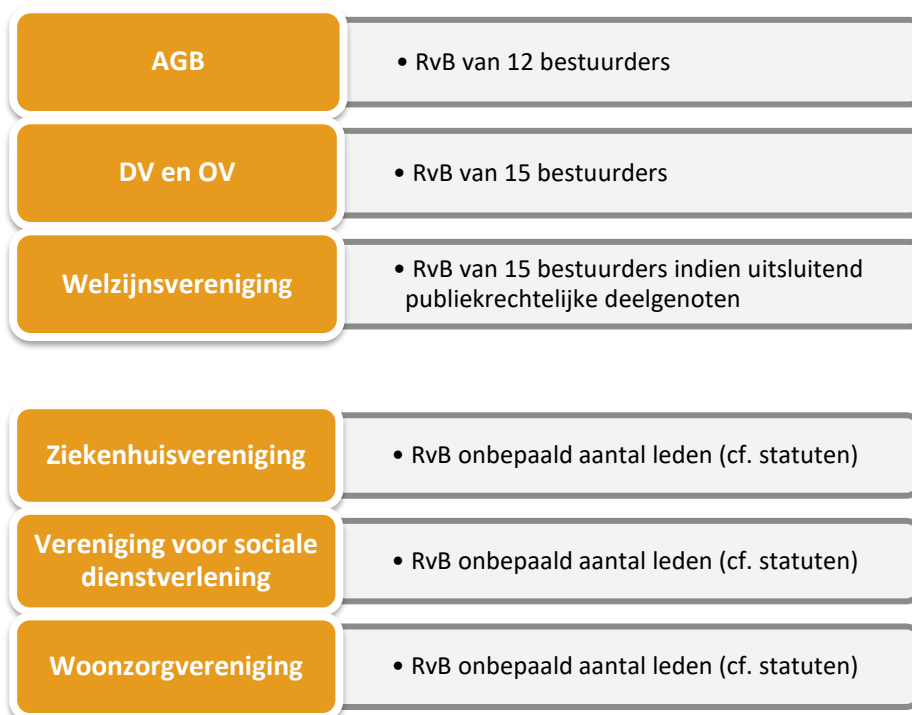 AGB
• RvB van 12 bestuurders
DV en OV
• RvB van 15 bestuurders
Welzijnsvereniging
• RvB van 15 bestuurders indien uitsluitend
publiekrechtelijke deelgenoten
Ziekenhuisvereniging
• RvB onbepaald aantal leden (cf. statuten)
Vereniging voor sociale
dienstverlening
• RvB onbepaald aantal leden (cf. statuten)
Woonzorgvereniging
• RvB onbepaald aantal leden (cf. statuten)